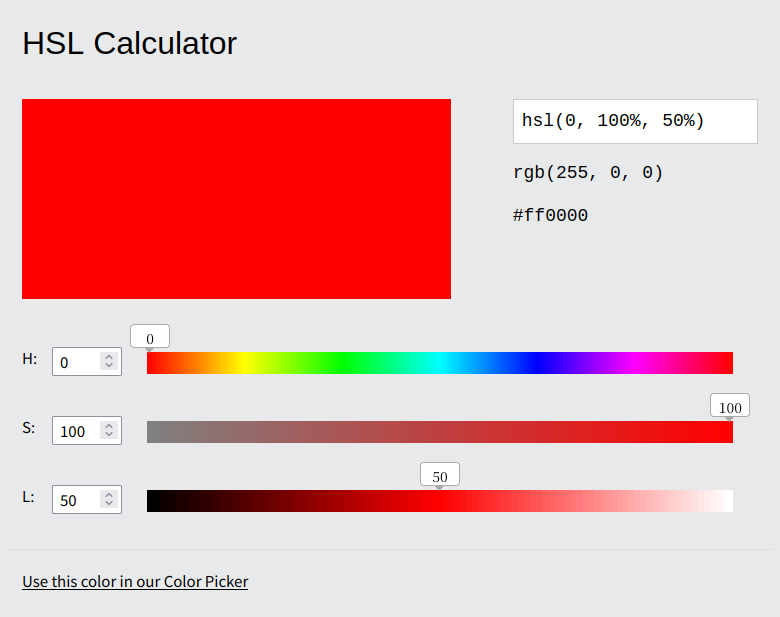 HSL Calculator
hsl(0, 100%, 50%)
rgb(255, 0, 0)
#ff0000
0
H: 0
100
S: 100
50
L: 50
Use this color in our Color Picker